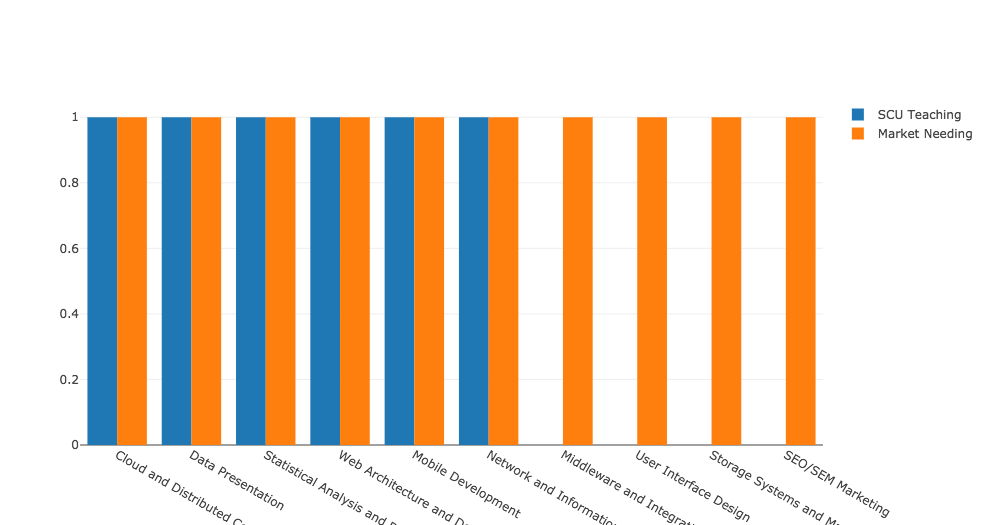 SCU Teaching
Market Needing
1
0.8
0.6
0.4
0.2
0
Cloud and Distributed
Data Presentation
Statistical Analysis and
Web Architecture and
Mobile Development
Network and
Middleware and
User Interface Design
Storage Systems and
SEO/SEM Marketing